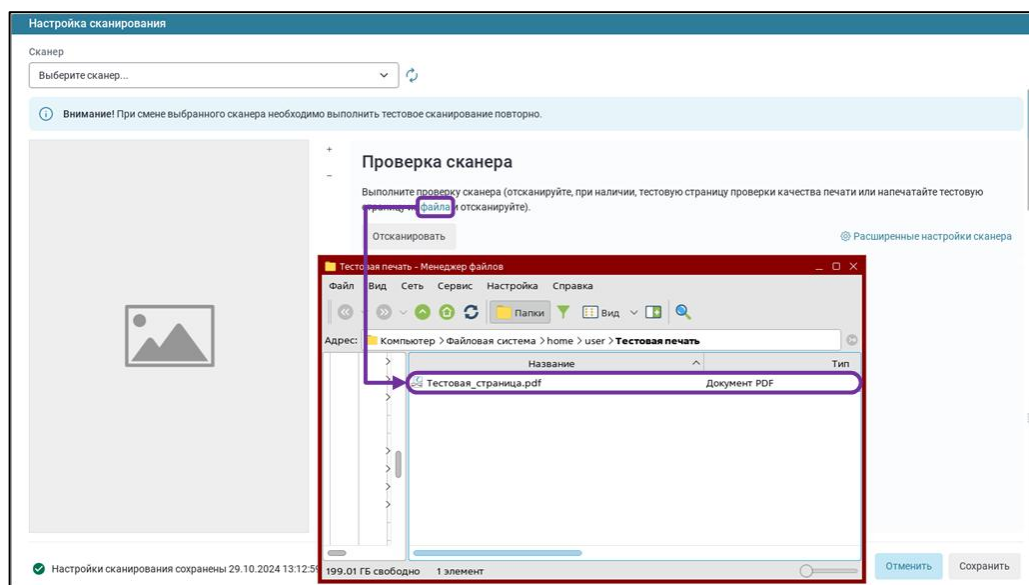 Настройка сканирования
Сканер
Выберите сканер...
Внимание! При смене выбранного сканера необходимо выполнить тестовое сканирование повторно.
+
−
Проверка сканера
Выполните проверку сканера (отсканируйте, при наличии, тестовую страницу проверки качества печати или напечатайте тестовую
страницу из файла и отсканируйте).
Отсканировать
Расширенные настройки сканера
Тестовая печать - Менеджер файлов
Файл Вид Сеть Сервис Настройка Справка
Папки Вид
Адрес: Компьютер > Файловая система > home > user > Тестовая печать
Название Тип
Тестовая_страница.pdf Документ PDF
199.01 ГБ свободно 1 элемент
Настройки сканирования сохранены 29.10.2024 13:12:59
Отменить Сохранить